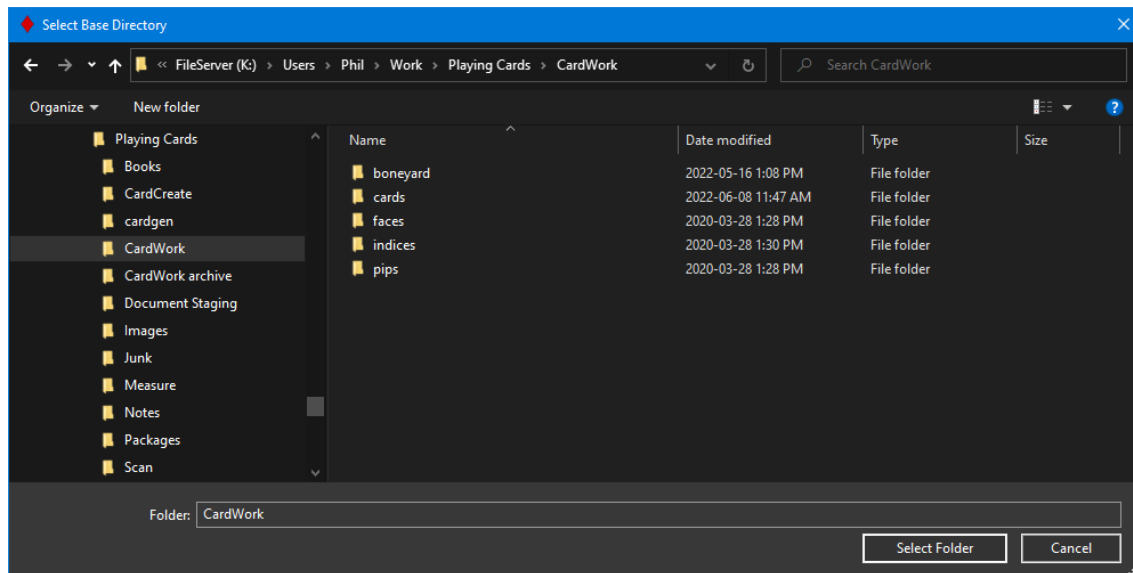 Select Base Directory
« FileServer (K:) › Users › Phil › Work › Playing Cards › CardWork
Search CardWork
Organize
New folder
Playing Cards
Books
CardCreate
cardgen
CardWork
CardWork archive
Document Staging
Images
Junk
Measure
Notes
Packages
Scan
Name Date modified Type Size
boneyard 2022-05-16 1:08 PM File folder
cards 2022-06-08 11:47 AM File folder
faces 2020-03-28 1:28 PM File folder
indices 2020-03-28 1:30 PM File folder
pips 2020-03-28 1:28 PM File folder
Folder: CardWork
Select Folder Cancel